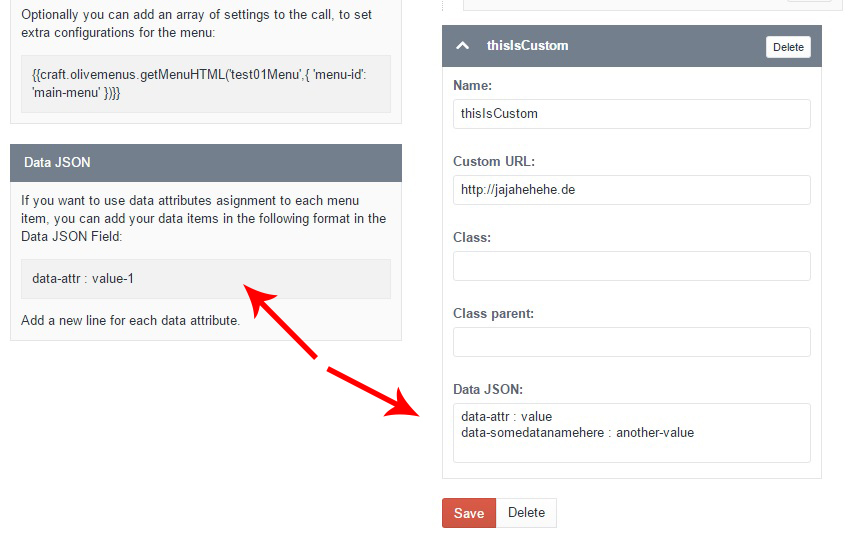 Optionally you can add an array of settings to the call, to set
extra configurations for the menu:
{{craft.olivemenus.getMenuHTML('test01Menu',{ 'menu-id':
'main-menu' })}}
Data JSON
If you want to use data attributes asignment to each menu
item, you can add your data items in the following format in the
Data JSON Field:
data-attr : value-1
Add a new line for each data attribute.
thisIsCustom
Delete
Name:
thisIsCustom
Custom URL:
http://jajahehehe.de
Class:
Class parent:
Data JSON:
data-attr : value
data-somedatanamehere : another-value
Save
Delete